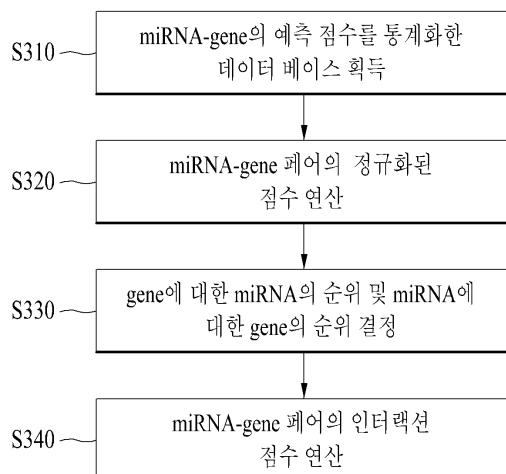 S310
miRNA-gene의 예측 점수를 통계화한
데이터 베이스 획득
S320
miRNA-gene 페어의 정규화된
점수 연산
S330
gene에 대한 miRNA의 순위 및 miRNA에
대한 gene의 순위 결정
S340
miRNA-gene 페어의 인터랙션
점수 연산